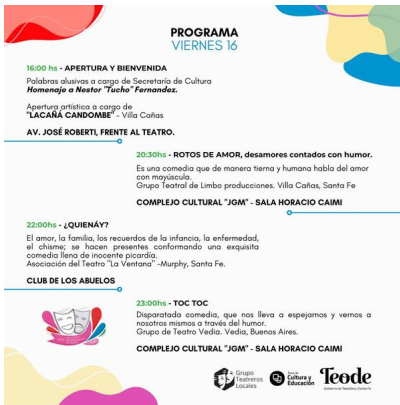 PROGRAMA
VIERNES 16
16:00 hs - APERTURA Y BIENVENIDA
Palabras alusivas a cargo de Secretaría de Cultura
Homenaje a Nestor "Tucho" Fernandez.
Apertura artística a cargo de
"LACAÑÁ CANDOMBE" - Villa Cañas
AV. JOSÉ ROBERTI, FRENTE AL TEATRO.
20:30hs - ROTOS DE AMOR, desamores contados con humor.
Es una comedia que de manera tierna y humana habla del amor
con mayúscula.
Grupo Teatral de Limbo producciones. Villa Cañas, Santa Fe
COMPLEJO CULTURAL "JGM" - SALA HORACIO CAIMI
22:00hs - ¿QUIENÁY?
El amor, la familia, los recuerdos de la infancia, la enfermedad,
el chisme; se hacen presentes conformando una exquisita
comedia llena de inocente picardía.
Asociación del Teatro "La Ventana" -Murphy, Santa Fe.
CLUB DE LOS ABUELOS
23:00hs - TOC TOC
Disparatada comedia, que nos lleva a espejarnos y vernos a
nosotros mismos a través del humor.
Grupo de Teatro Vedia. Vedia, Buenos Aires.
COMPLEJO CULTURAL "JGM" - SALA HORACIO CAIMI
Grupo
Teatreros
Locales
Área de
Cultura y
Educación
Teode